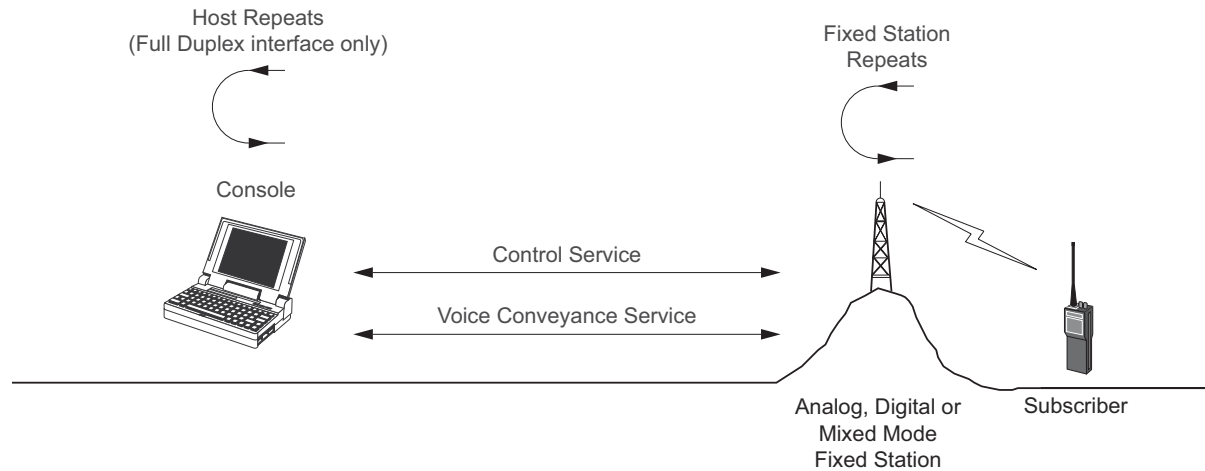 Host Repeats
(Full Duplex interface only)
Fixed Station
Repeats
Console
Control Service
Voice Conveyance Service
Analog, Digital or
Mixed Mode
Fixed Station
Subscriber